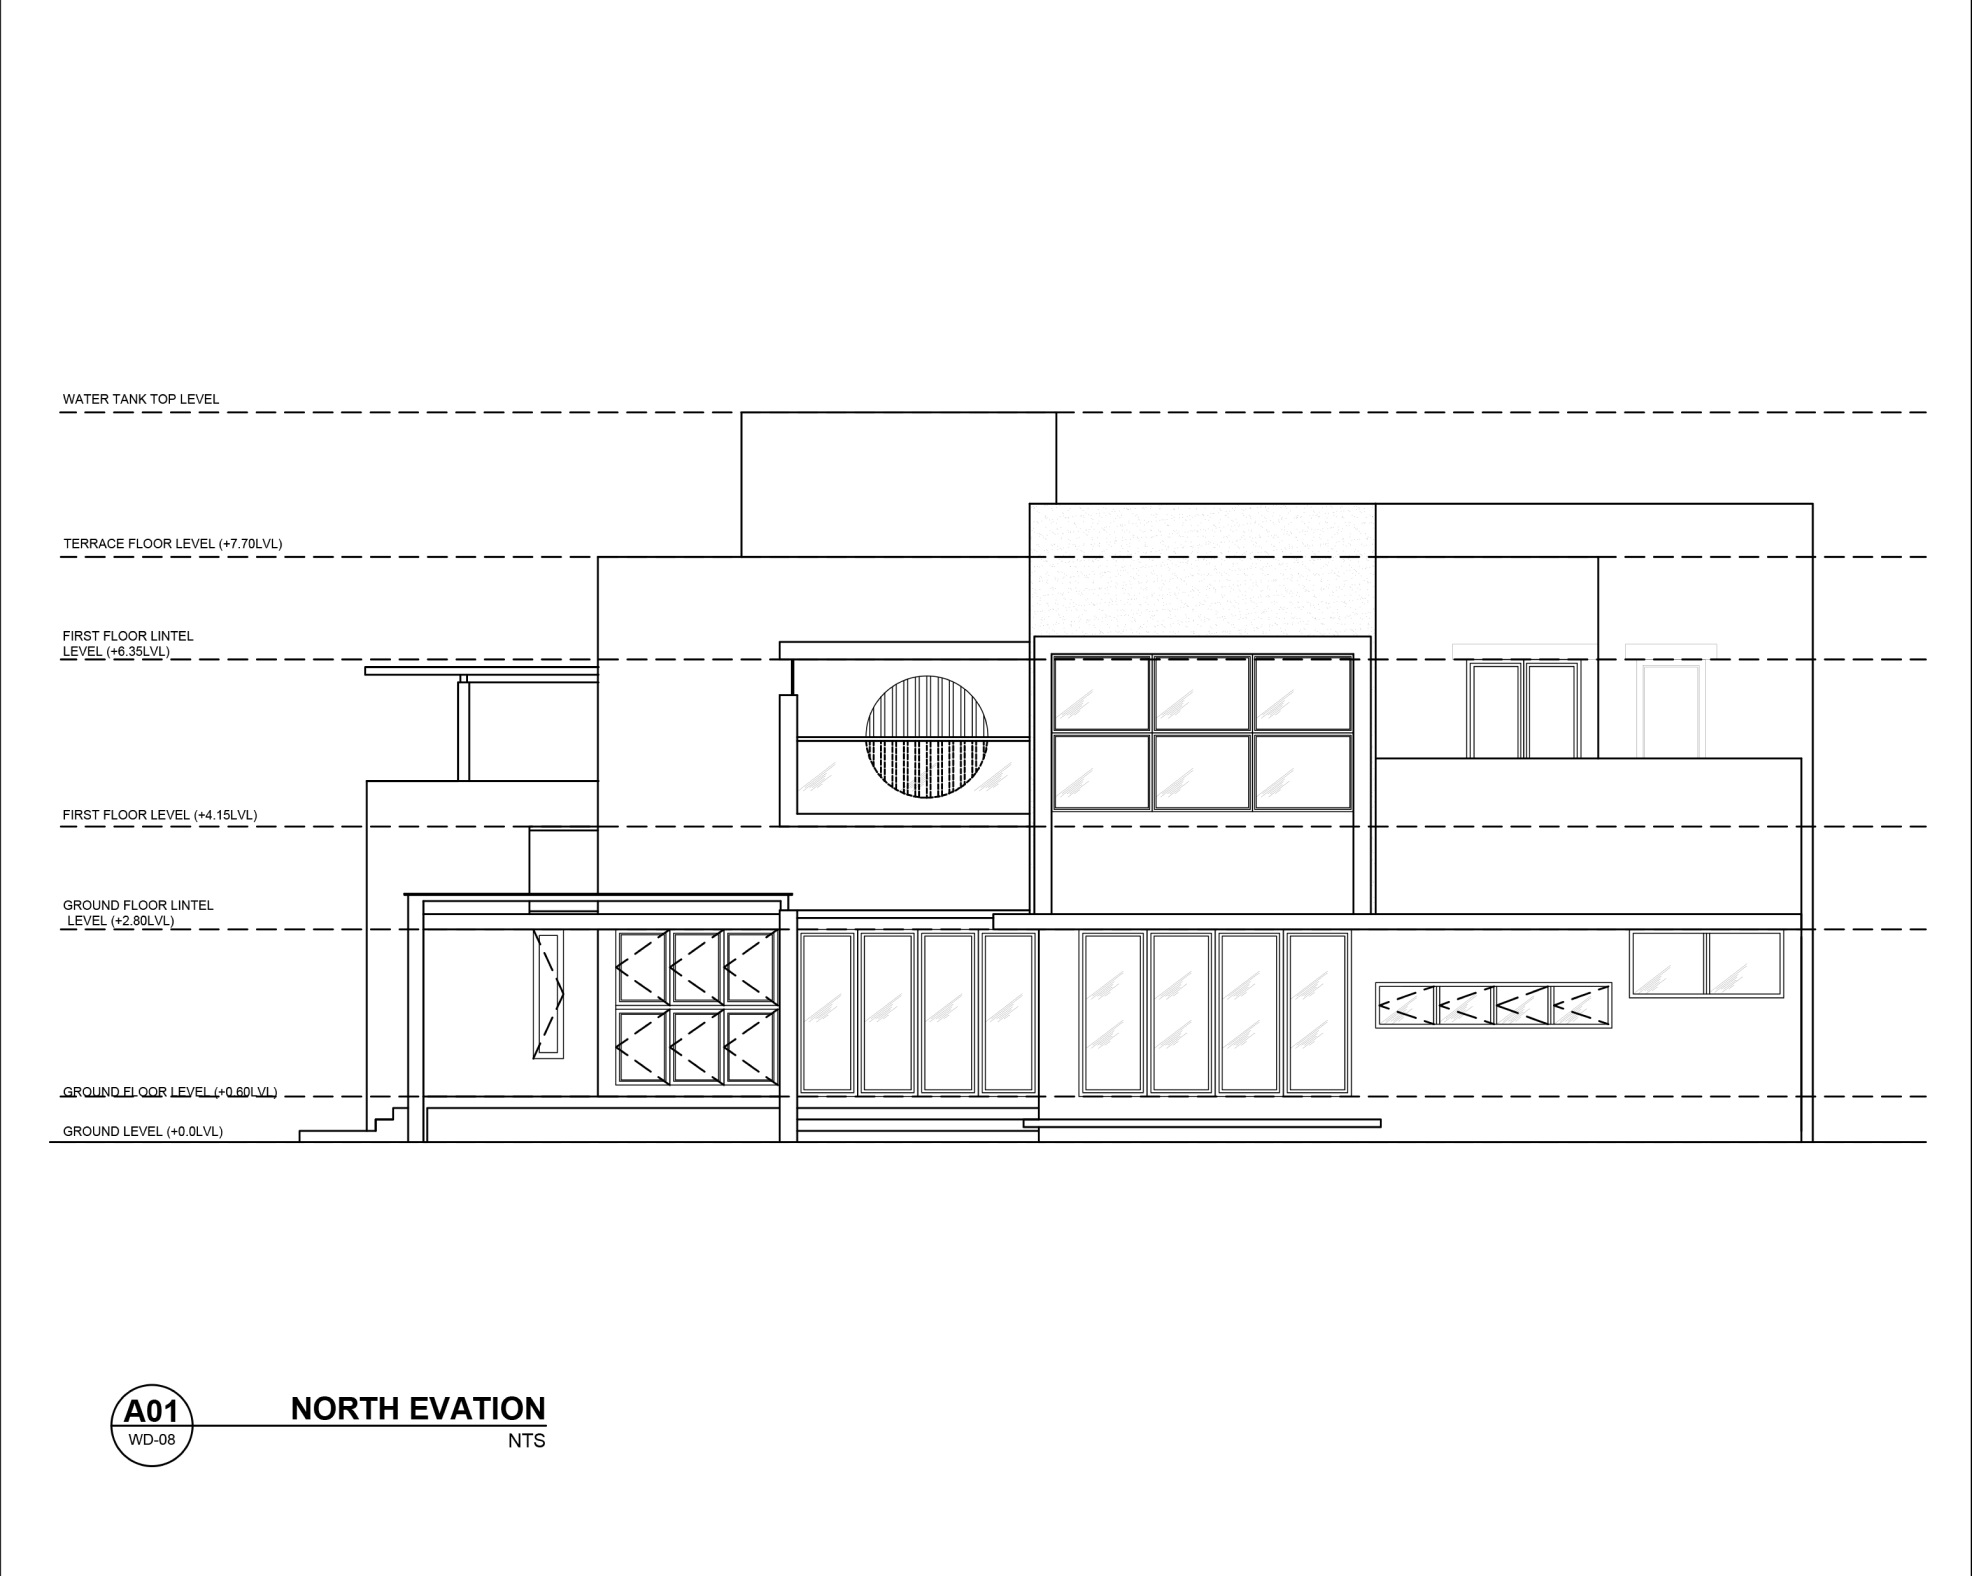 WATER TANK TOP LEVEL
TERRACE FLOOR LEVEL (+7.70LVL)
FIRST FLOOR LINTEL
LEVEL (+6.35LVL)
FIRST FLOOR LEVEL (+4.15LVL)
GROUND FLOOR LINTEL
LEVEL (+2.80LVL)
GROUND FLOOR LEVEL (+0.60LVL)
GROUND LEVEL (+0.0LVL)
A01
WD-08
NORTH EVATION
NTS